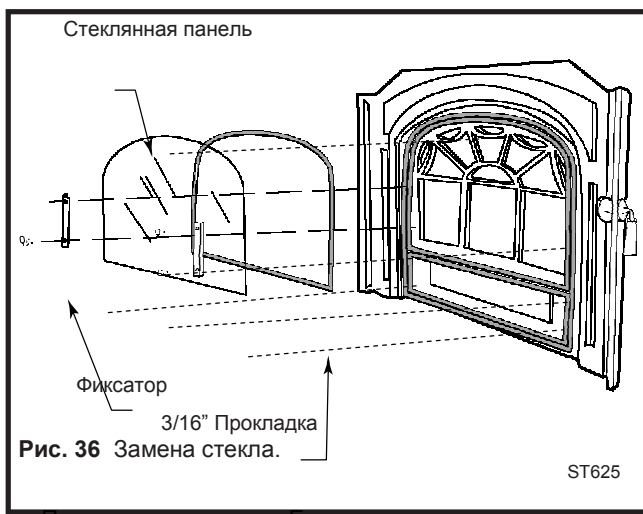 Стеклянная панель
Фиксатор
3/16” Прокладка
Рис. 36 Замена стекла.
ST625